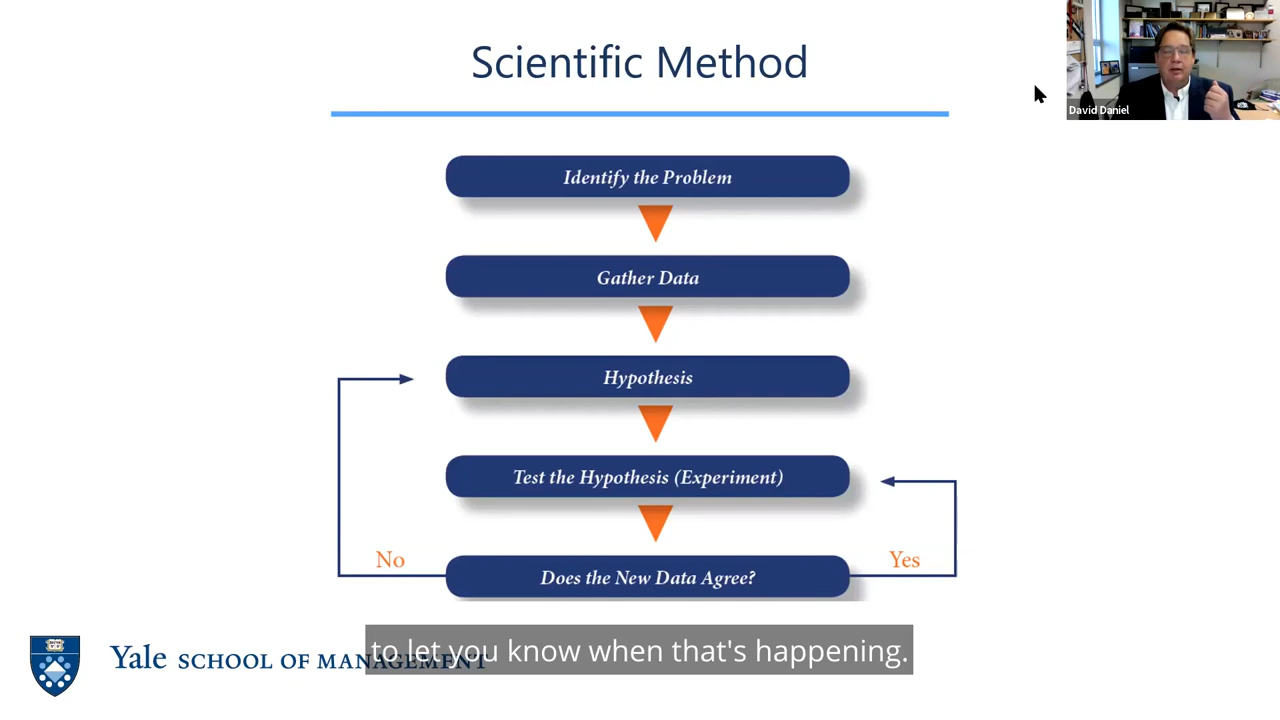 Scientific Method
David Daniel
Identify the Problem
Gather Data
Hypothesis
Test the Hypothesis (Experiment)
No
Yes
Does the New Data Agree?
Yale SCHOOL OF MANAGEMENT
to let you know when that's happening.